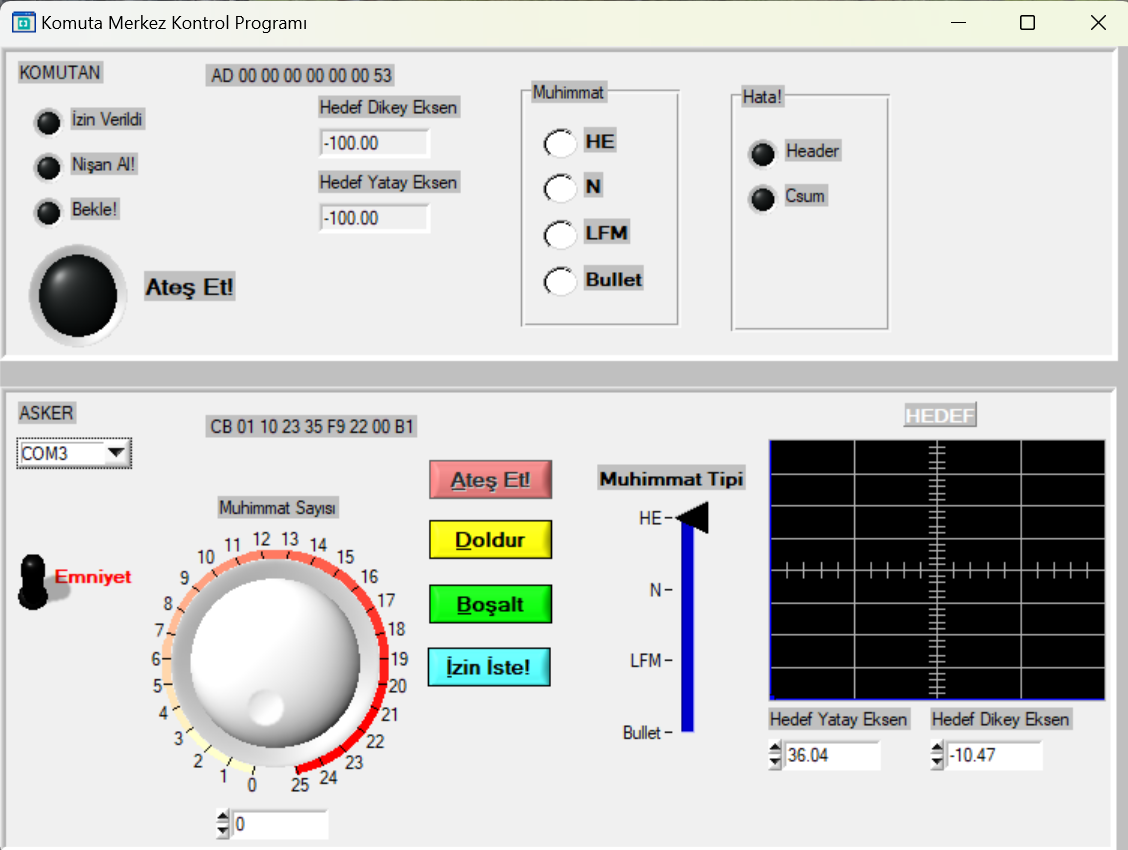 Komuta Merkez Kontrol Programı
KOMUTAN
AD 00 00 00 00 00 00 53
İzin Verildi
Nişan Al!
Bekle!
Ateş Et!
Hedef Dikey Eksen
-100.00
Hedef Yatay Eksen
-100.00
Muhimmat
HE
N
LFM
Bullet
Hata!
Header
Csum
ASKER
COM3
CB 01 10 23 35 F9 22 00 B1
Emniyet
Muhimmat Sayısı
0
1
2
3
4
5
6
7
8
9
10
11
12
13
14
15
16
17
18
19
20
21
22
23
24
25
0
Ateş Et!
Doldur
Boşalt
İzin İste!
Muhimmat Tipi
HE
N
LFM
Bullet
HEDEF
Hedef Yatay Eksen
36.04
Hedef Dikey Eksen
-10.47